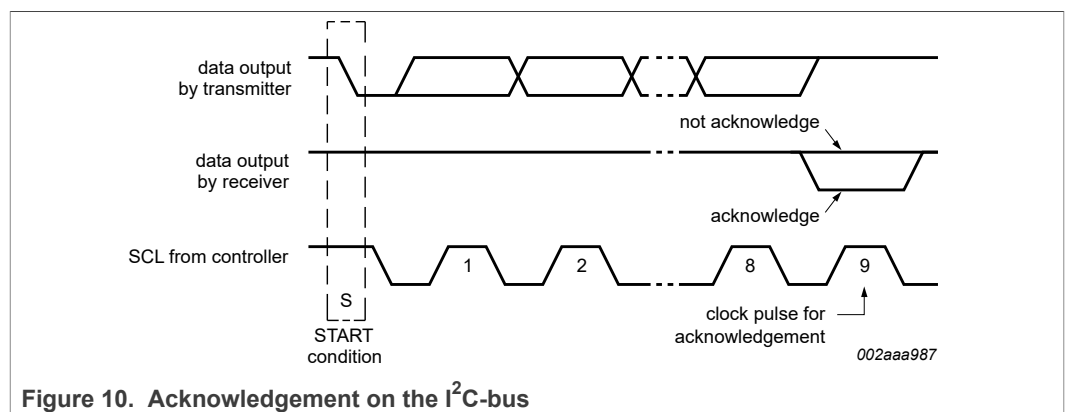 data output
by transmitter
not acknowledge
data output
by receiver
acknowledge
SCL from controller
1
2
8
9
S
START
condition
clock pulse for
acknowledgement
002aaa987
Figure 10. Acknowledgement on the I²C-bus